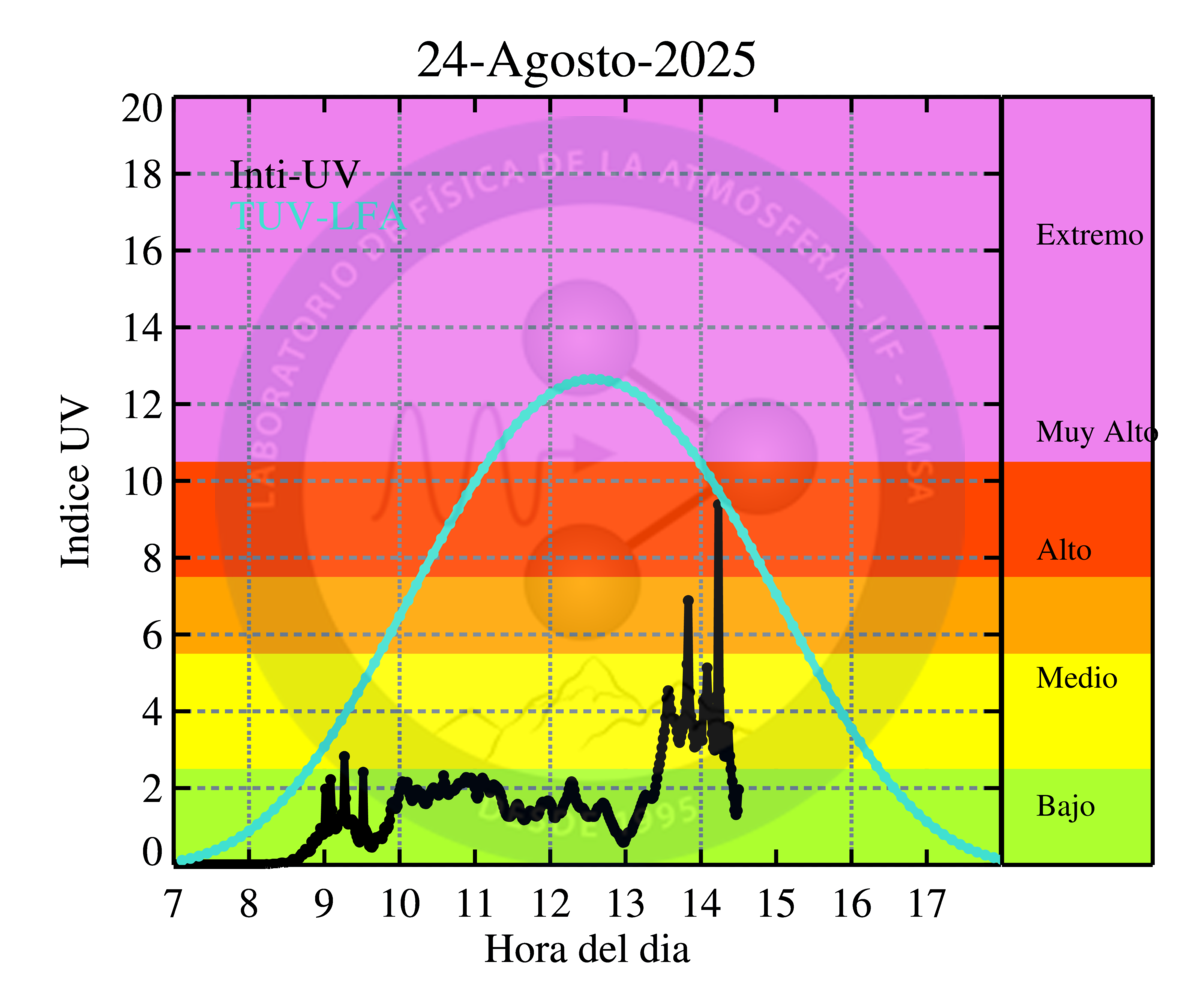 24-Agosto-2025
20
18
16
14
12
10
8
6
4
2
0
Indice UV
Inti-UV
TUV-LFA
LABORATORIO DE FÍSICA DE LA ATMÓSFERA - IIF - UMSA
DESDE 1995
Extremo
Muy Alto
Alto
Medio
Bajo
7 8 9 10 11 12 13 14 15 16 17
Hora del dia